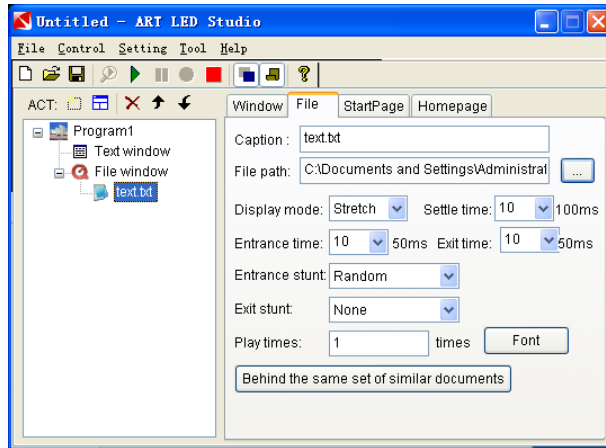 Untitled - ART LED Studio
File Control Setting Tool Help
ACT:
Program1
Text window
File window
text.txt
Window File StartPage Homepage
Caption : text.txt
File path: C:\Documents and Settings\Administrat ...
Display mode: Stretch Settle time: 10 100ms
Entrance time: 10 50ms Exit time: 10 50ms
Entrance stunt: Random
Exit stunt: None
Play times: 1 times Font
Behind the same set of similar documents